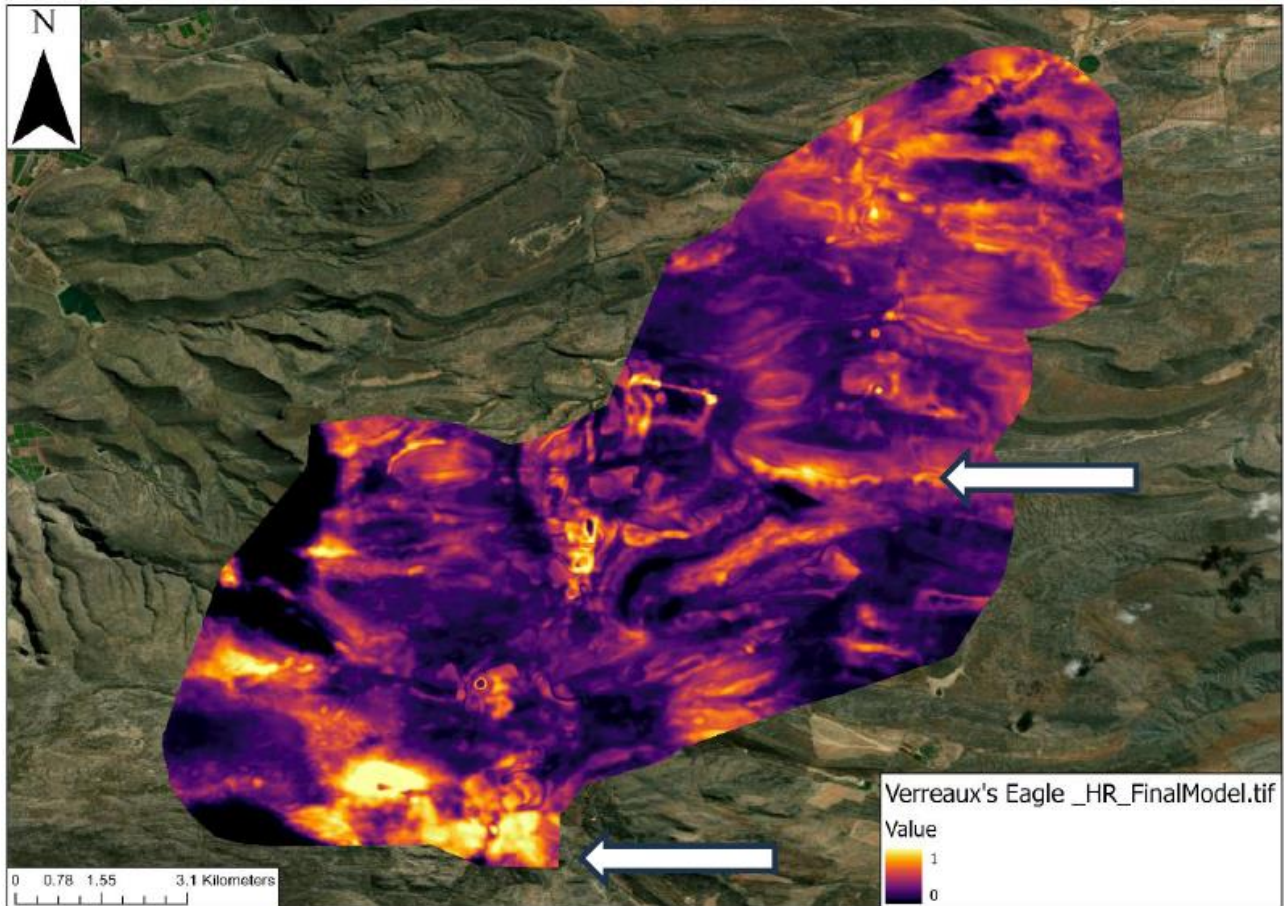 N
Verreaux's Eagle _HR_FinalModel.tif
Value
1
0
0 0.78 1.55 3.1 Kilometers